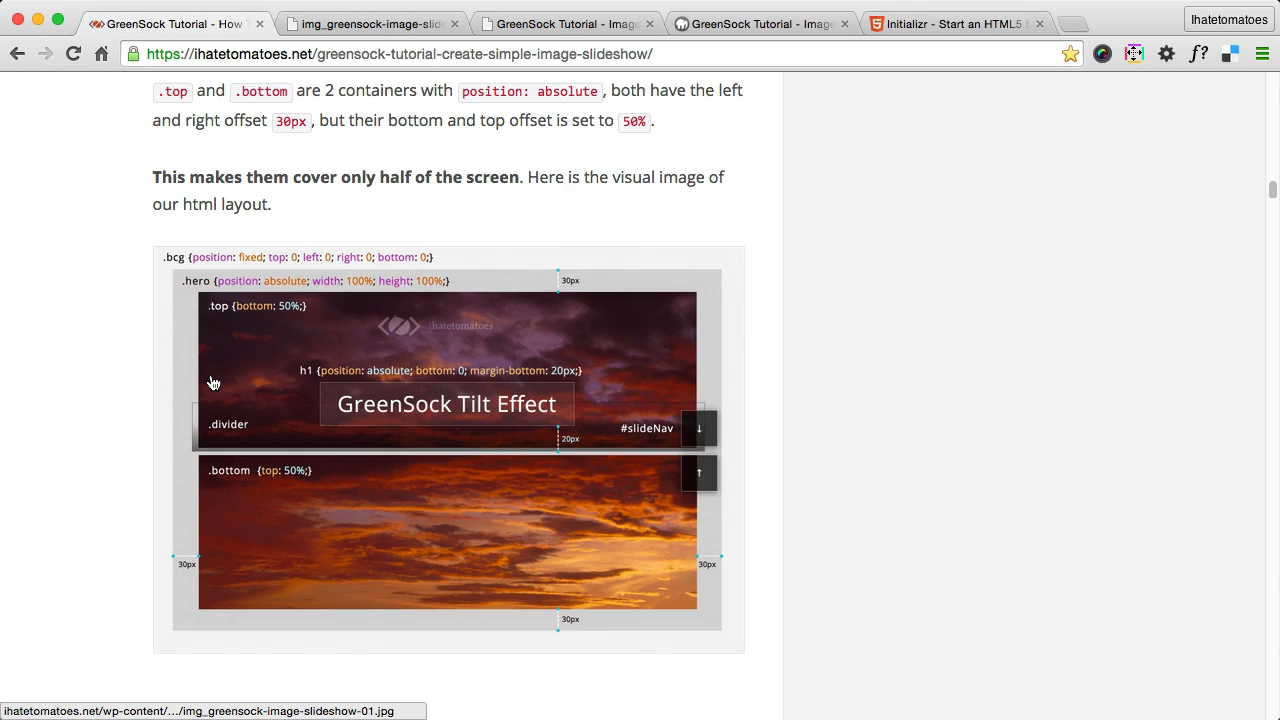 GreenSock Tutorial - How T
img_greensock-image-slid
GreenSock Tutorial - Imag
GreenSock Tutorial - Imag
Initializr - Start an HTML5 B
Ihatetomatoes
https://ihatetomatoes.net/greensock-tutorial-create-simple-image-slideshow/
f?
.top and .bottom are 2 containers with position: absolute, both have the left
and right offset 30px, but their bottom and top offset is set to 50%.
This makes them cover only half of the screen. Here is the visual image of
our html layout.
.bcg {position: fixed; top: 0; left: 0; right: 0; bottom: 0;}
.hero {position: absolute; width: 100%; height: 100%;}
30px
.top {bottom: 50%;}
ihatetomatoes
h1 {position: absolute; bottom: 0; margin-bottom: 20px;}
GreenSock Tilt Effect
.divider
#slideNav
↓
20px
.bottom {top: 50%;}
↑
30px
30px
30px
ihatetomatoes.net/wp-content/.../img_greensock-image-slideshow-01.jpg